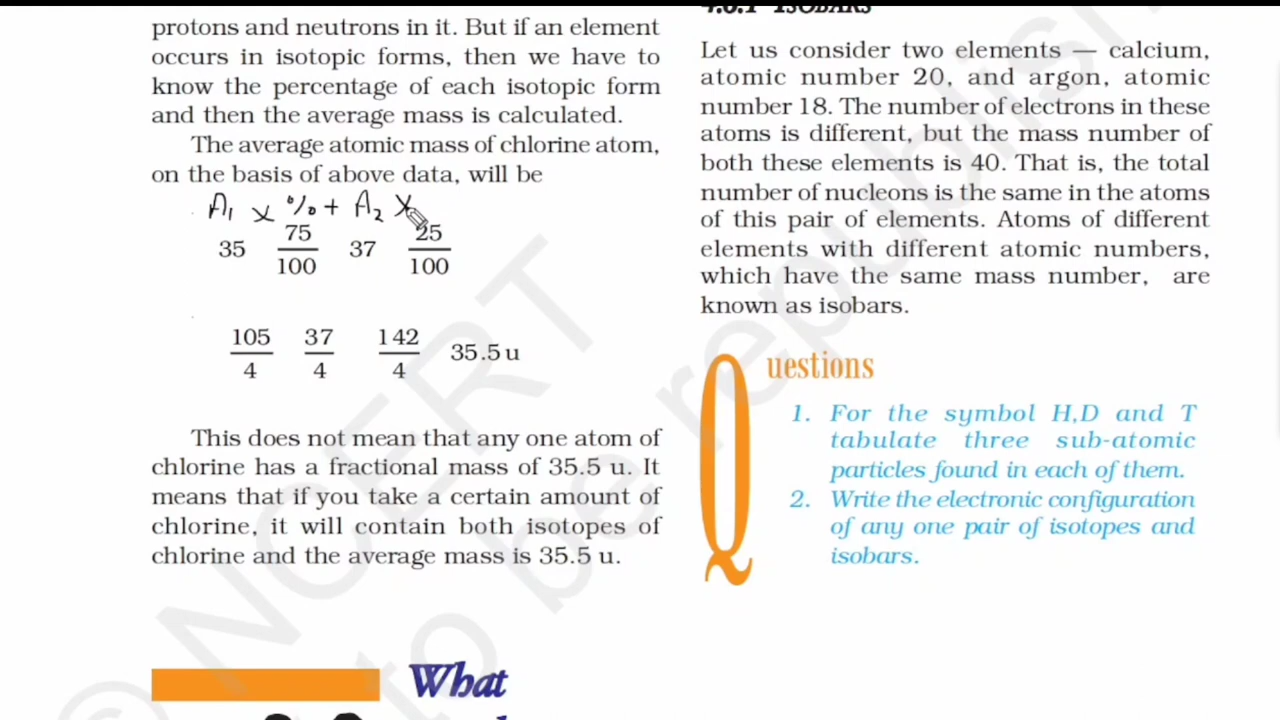 protons and neutrons in it. But if an element
occurs in isotopic forms, then we have to
know the percentage of each isotopic form
and then the average mass is calculated.
The average atomic mass of chlorine atom,
on the basis of above data, will be
A₁ × % + A₂ ×
35 75/100 37 25/100
105/4 37/4 142/4 35.5 u
This does not mean that any one atom of
chlorine has a fractional mass of 35.5 u. It
means that if you take a certain amount of
chlorine, it will contain both isotopes of
chlorine and the average mass is 35.5 u.
What
ISOBARS
Let us consider two elements — calcium,
atomic number 20, and argon, atomic
number 18. The number of electrons in these
atoms is different, but the mass number of
both these elements is 40. That is, the total
number of nucleons is the same in the atoms
of this pair of elements. Atoms of different
elements with different atomic numbers,
which have the same mass number, are
known as isobars.
Questions
1. For the symbol H,D and T
tabulate three sub-atomic
particles found in each of them.
2. Write the electronic configuration
of any one pair of isotopes and
isobars.
© NCERT
to be republish